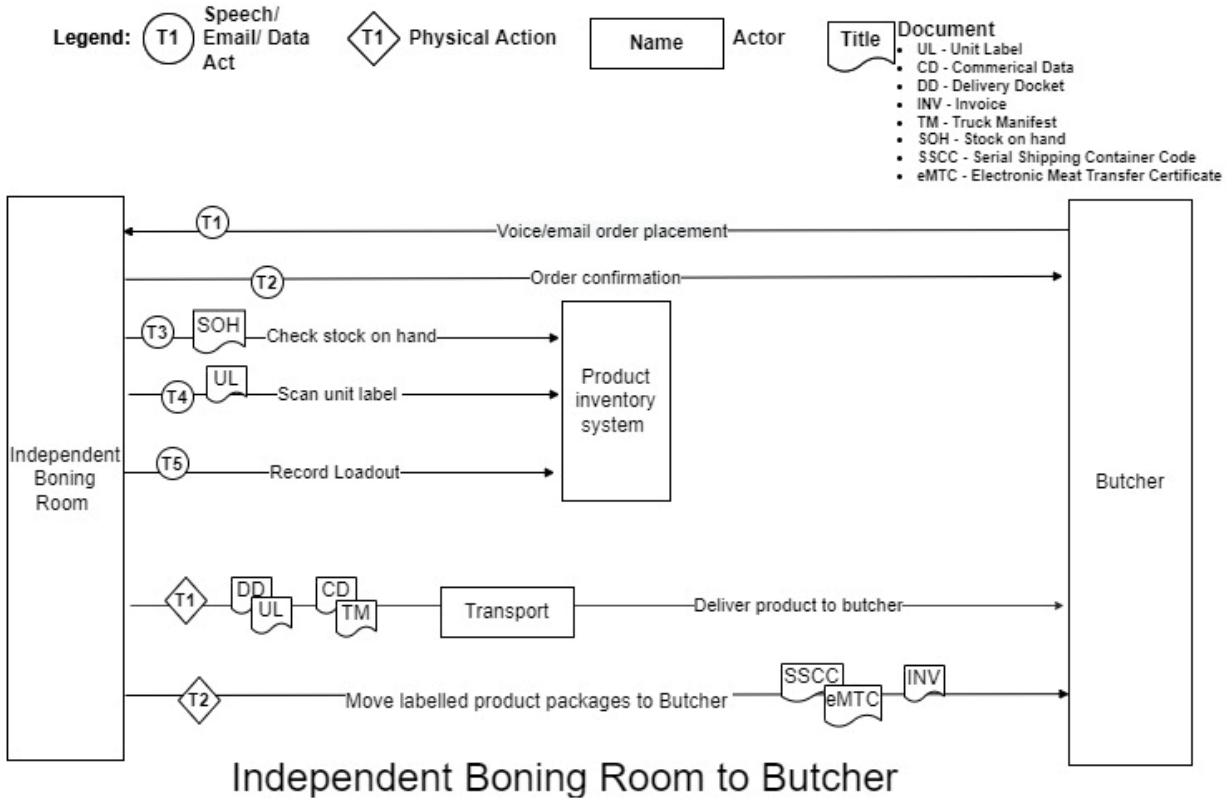 Legend:
T1
Speech/
Email/ Data
Act
T1
Physical Action
Name
Actor
Title
Document
• UL - Unit Label
• CD - Commerical Data
• DD - Delivery Docket
• INV - Invoice
• TM - Truck Manifest
• SOH - Stock on hand
• SSCC - Serial Shipping Container Code
• eMTC - Electronic Meat Transfer Certificate
Independent
Boning
Room
Butcher
T1
Voice/email order placement
T2
Order confirmation
T3
SOH
Check stock on hand
T4
UL
Scan unit label
T5
Record Loadout
Product
inventory
system
T1
DD
UL
CD
TM
Transport
Deliver product to butcher
T2
Move labelled product packages to Butcher
SSCC
eMTC
INV
Independent Boning Room to Butcher